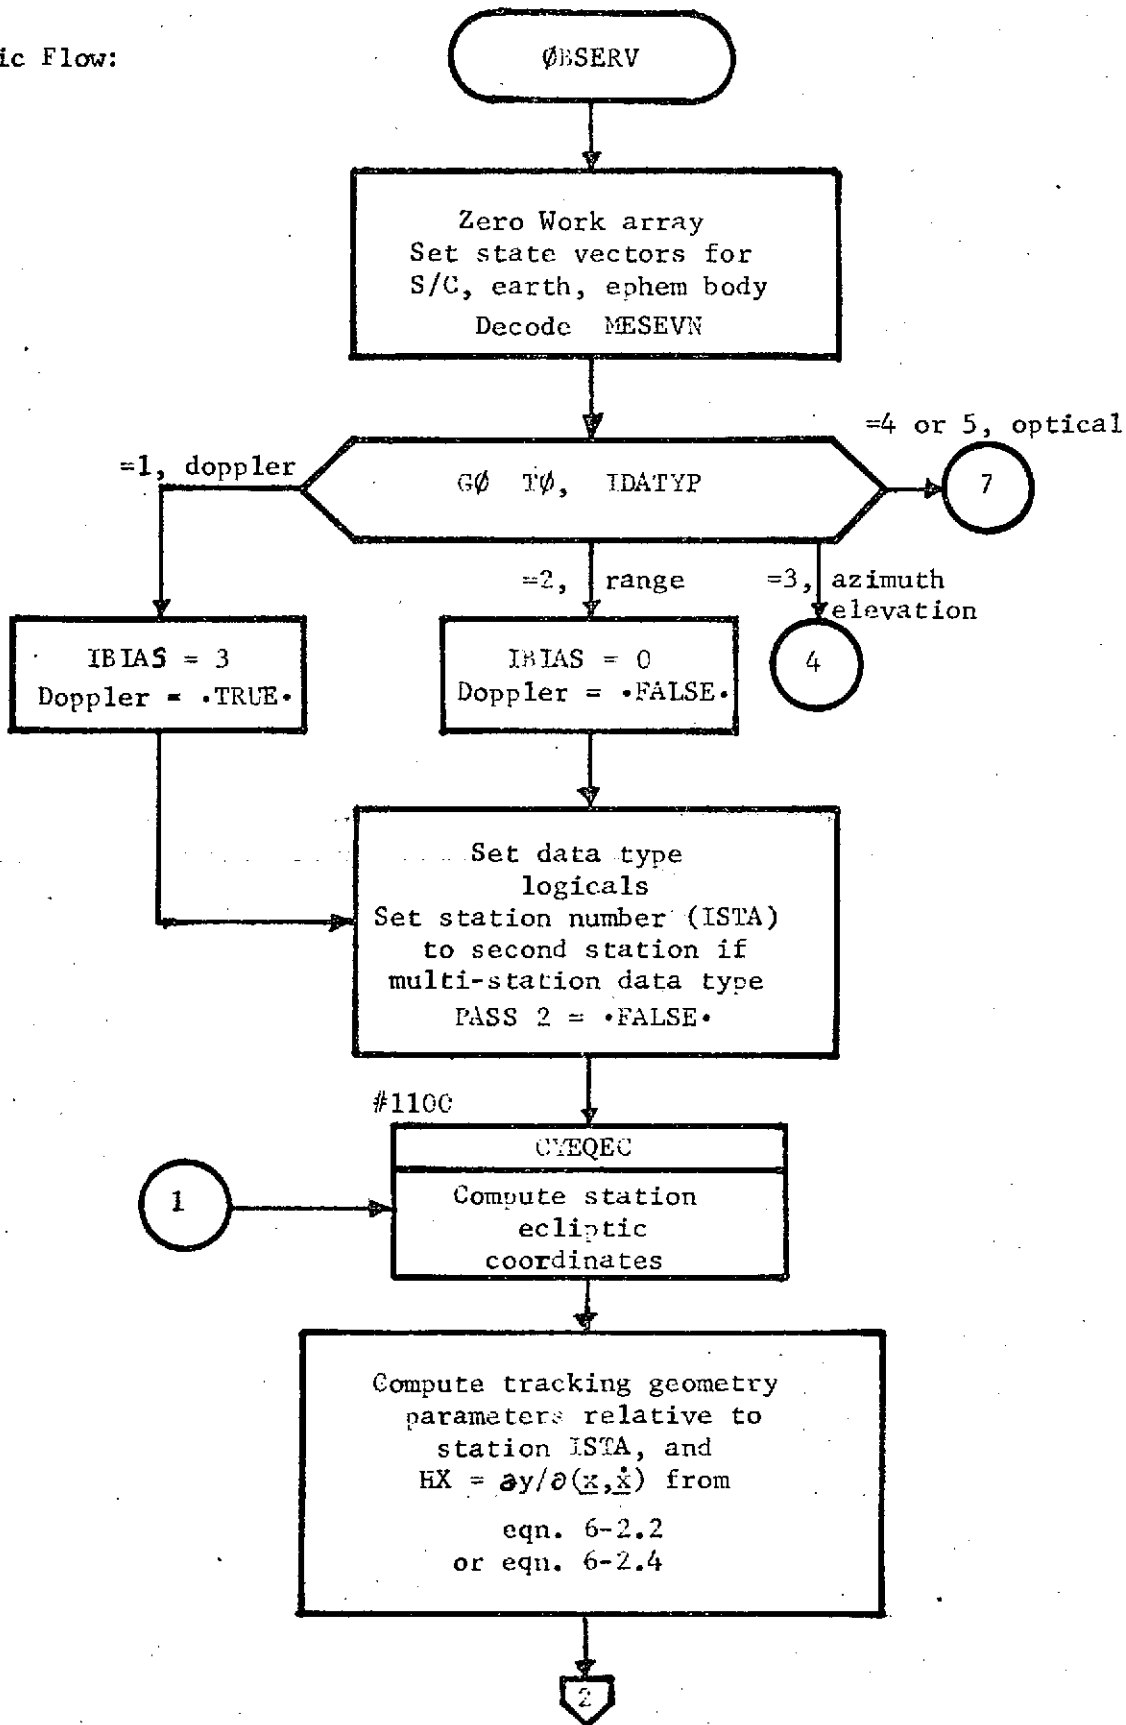 ic Flow:
ØBSERV
Zero Work array
Set state vectors for
S/C, earth, ephem body
Decode MESEVN
=4 or 5, optical
=1, doppler
GØ TØ, IDATYP
7
=2, range
=3, azimuth
elevation
IBIAS = 3
Doppler = .TRUE.
IBIAS = 0
Doppler = .FALSE.
4
Set data type
logicals
Set station number (ISTA)
to second station if
multi-station data type
PASS 2 = .FALSE.
#1100
CYEQEC
1
Compute station
ecliptic
coordinates
Compute tracking geometry
parameters relative to
station ISTA, and
HX = ∂y/∂(x̲,ẋ̲) from
eqn. 6-2.2
or eqn. 6-2.4
2